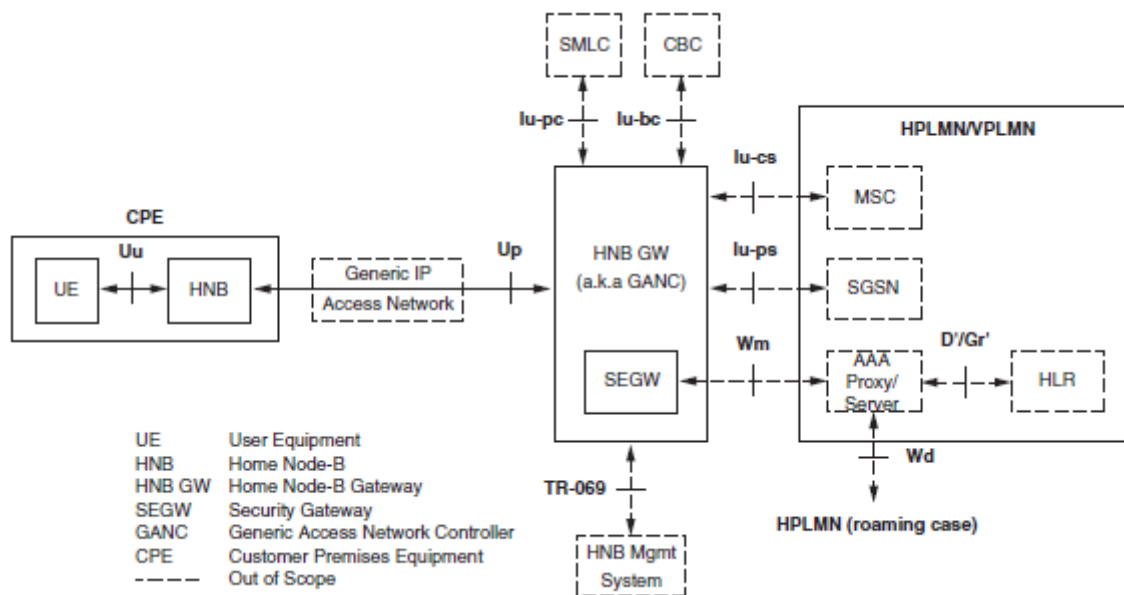 SMLC
CBC
Iu-pc
Iu-bc
HPLMN/VPLMN
Iu-cs
MSC
CPE
Uu
UE
HNB
Generic IP
Access Network
Up
HNB GW
(a.k.a GANC)
Iu-ps
SGSN
Wm
SEGW
AAA
Proxy/
Server
D'/Gr'
HLR
Wd
HPLMN (roaming case)
TR-069
HNB Mgmt
System
UE User Equipment
HNB Home Node-B
HNB GW Home Node-B Gateway
SEGW Security Gateway
GANC Generic Access Network Controller
CPE Customer Premises Equipment
Out of Scope